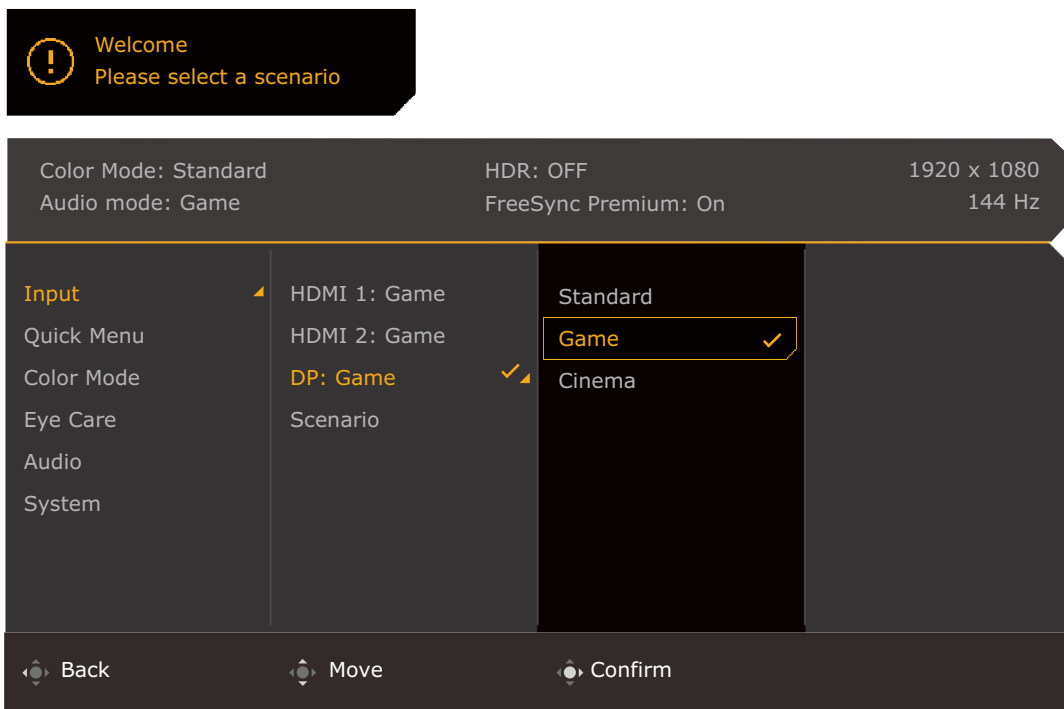 Welcome
Please select a scenario
Color Mode: Standard
Audio mode: Game
HDR: OFF
FreeSync Premium: On
1920 x 1080
144 Hz
Input
Quick Menu
Color Mode
Eye Care
Audio
System
HDMI 1: Game
HDMI 2: Game
DP: Game
Scenario
Standard
Game
Cinema
Back
Move
Confirm